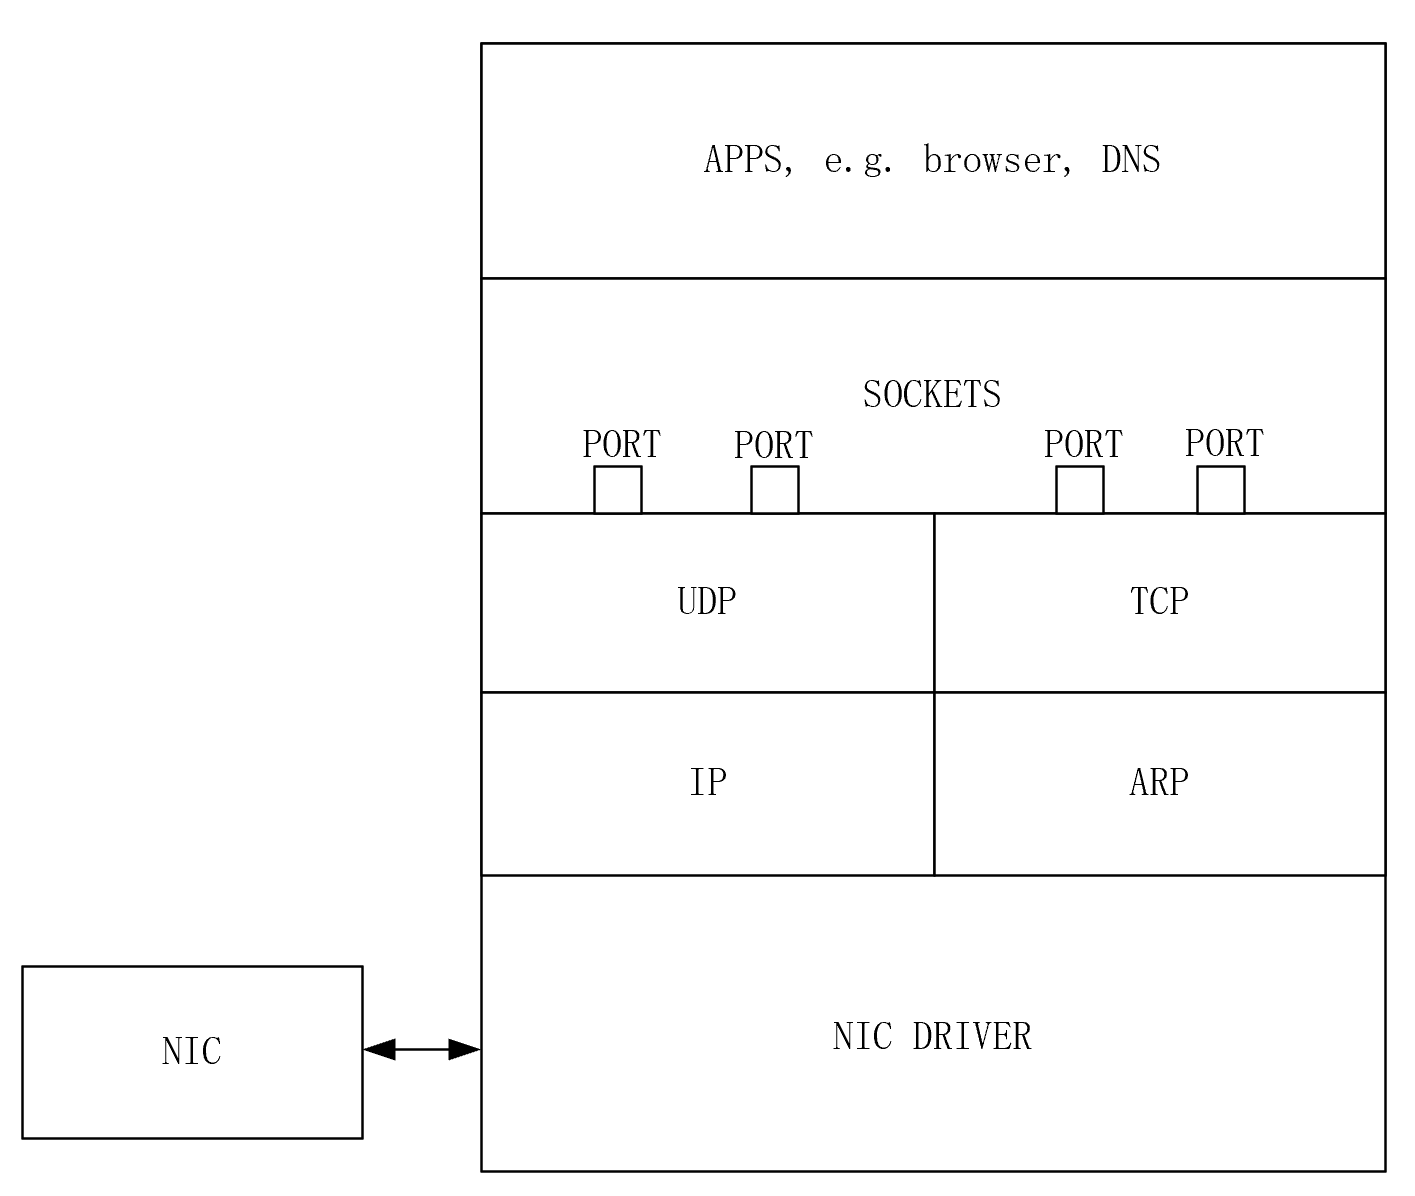 APPS, e.g. browser, DNS
SOCKETS
PORT PORT PORT PORT
UDP TCP
IP ARP
NIC NIC DRIVER